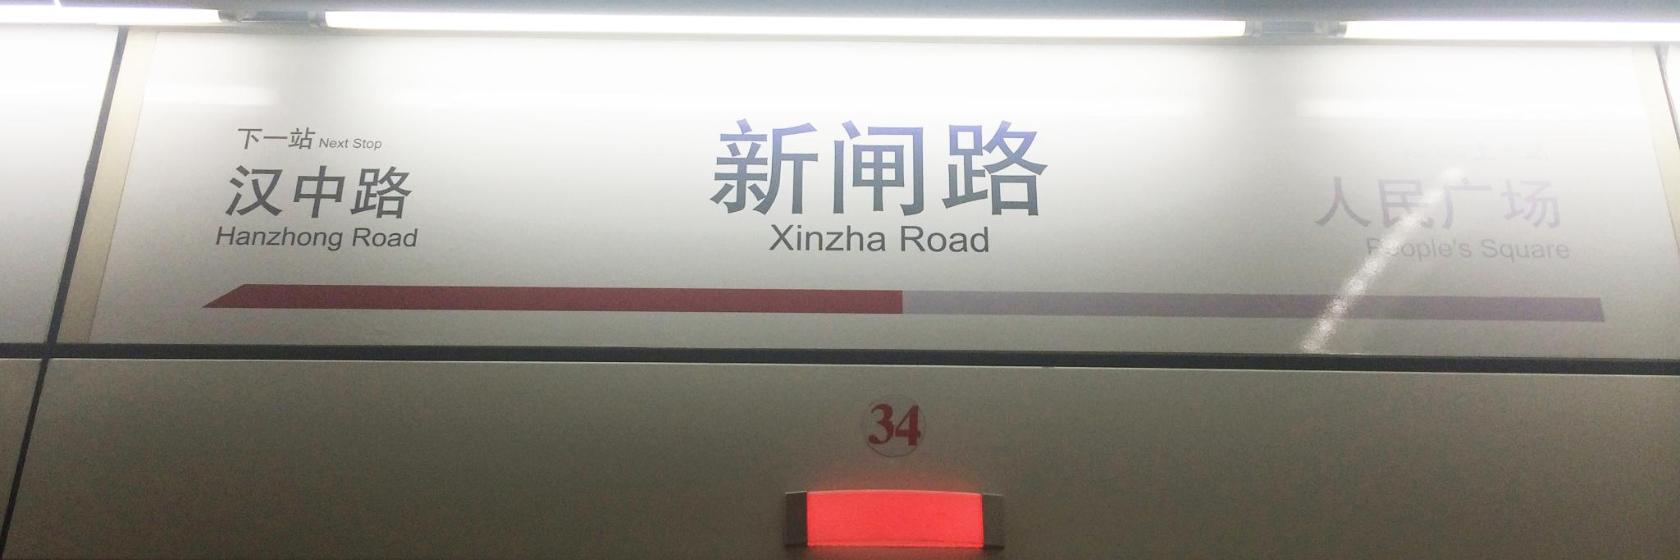 下一站 Next Stop
汉中路
Hanzhong Road
新闸路
Xinzha Road
人民广场
People's Square
34